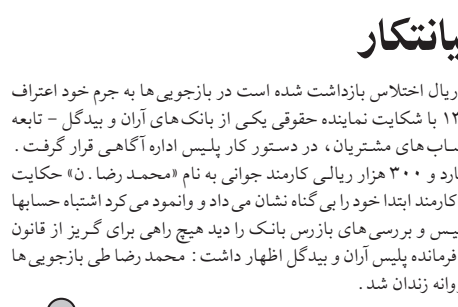 یانتکار
ریال اختلاس بازداشت شده است در بازجویی‌ها به جرم خود اعتراف
۱۲ با شکایت نماینده حقوقی یکی از بانک‌های آران و بیدگل – تابعه
ساب‌های مشتریان، در دستور کار پلیس اداره آگاهی قرار گرفت.
یارد و ۳۰۰ هزار ریالی کارمند جوانی به نام «محمد رضا. ن» حکایت
کارمند ابتدا خود را بی گناه نشان می داد و وانمود می کرد اشتباه حسابها
لیس و بررسی های بازرس بانک را دید هیچ راهی برای گریز از قانون
فرمانده پلیس آران و بیدگل اظهار داشت: محمد رضا طی بازجویی ها
روانه زندان شد.